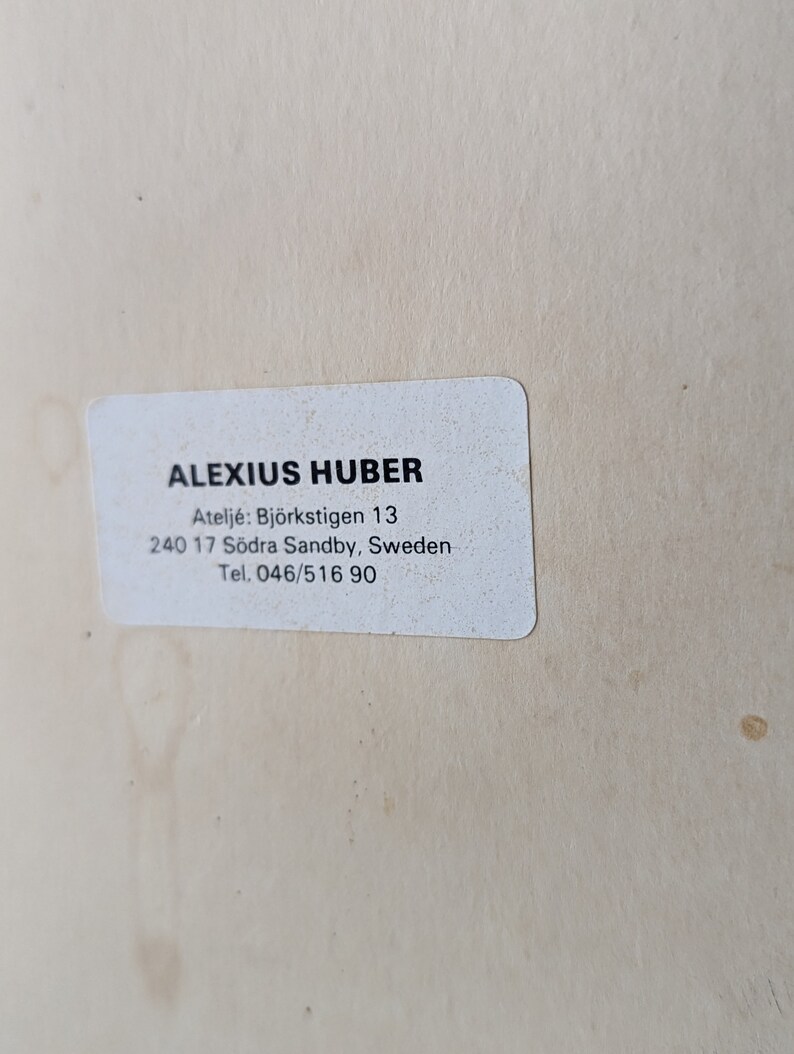 ALEXIUS HUBER
Ateljé: Björkstigen 13
240 17 Södra Sandby, Sweden
Tel. 046/516 90